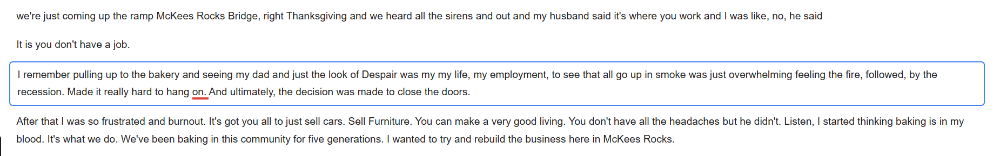 we're just coming up the ramp McKees Rocks Bridge, right Thanksgiving and we heard all the sirens and out and my husband said it's where you work and I was like, no, he said
It is you don't have a job.
I remember pulling up to the bakery and seeing my dad and just the look of Despair was my my life, my employment, to see that all go up in smoke was just overwhelming feeling the fire, followed, by the
recession. Made it really hard to hang on. And ultimately, the decision was made to close the doors.
After that I was so frustrated and burnout. It's got you all to just sell cars. Sell Furniture. You can make a very good living. You don't have all the headaches but he didn't. Listen, I started thinking baking is in my
blood. It's what we do. We've been baking in this community for five generations. I wanted to try and rebuild the business here in McKees Rocks.